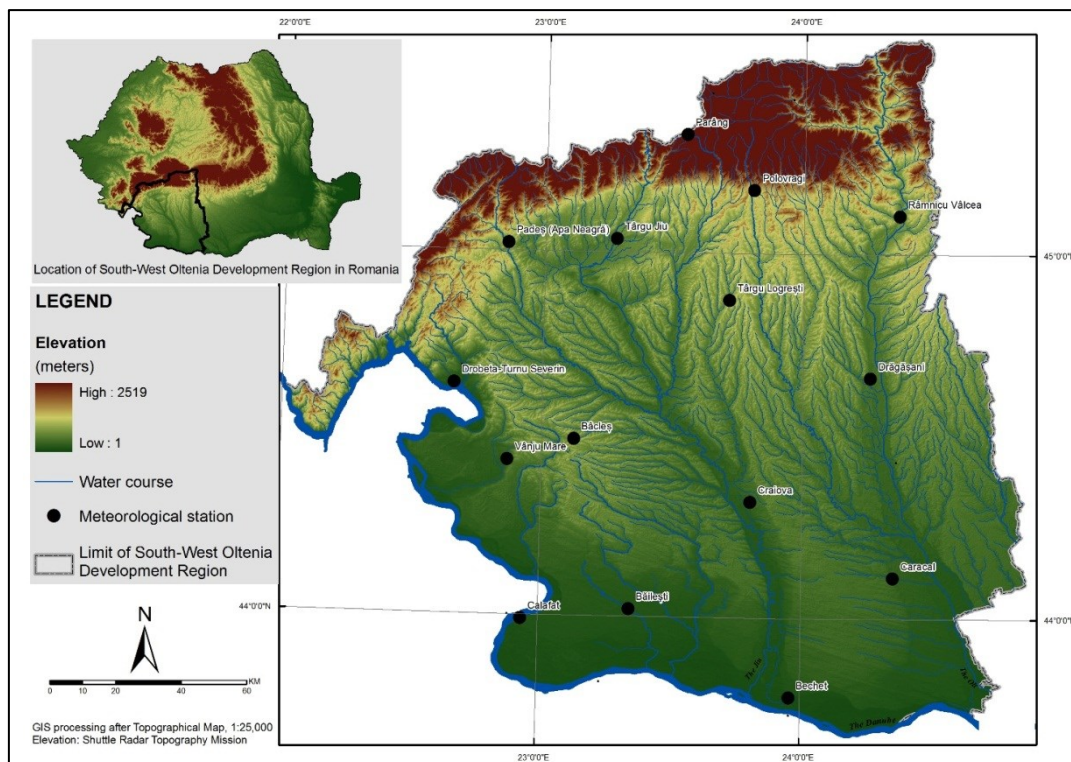 22°0'0"E
23°0'0"E
24°0'0"E
Location of South-West Oltenia Development Region in Romania
LEGEND
Elevation
(meters)
High : 2519
Low : 1
Water course
Meteorological station
Limit of South-West Oltenia
Development Region
N
0 10 20 40 60 KM
GIS processing after Topographical Map, 1:25,000
Elevation: Shuttle Radar Topography Mission
Parâng
Polovragi
Râmnicu Vâlcea
Padeș (Apa Neagră)
Târgu Jiu
45°0'0"N
Târgu Logrești
Drobeta-Turnu Severin
Drăgășani
Băcleș
Vânju Mare
Craiova
Caracal
44°0'0"N
Calafat
Băilești
44°0'0"N
The Jiu
The Olt
Bechet
The Danube
23°0'0"E
24°0'0"E